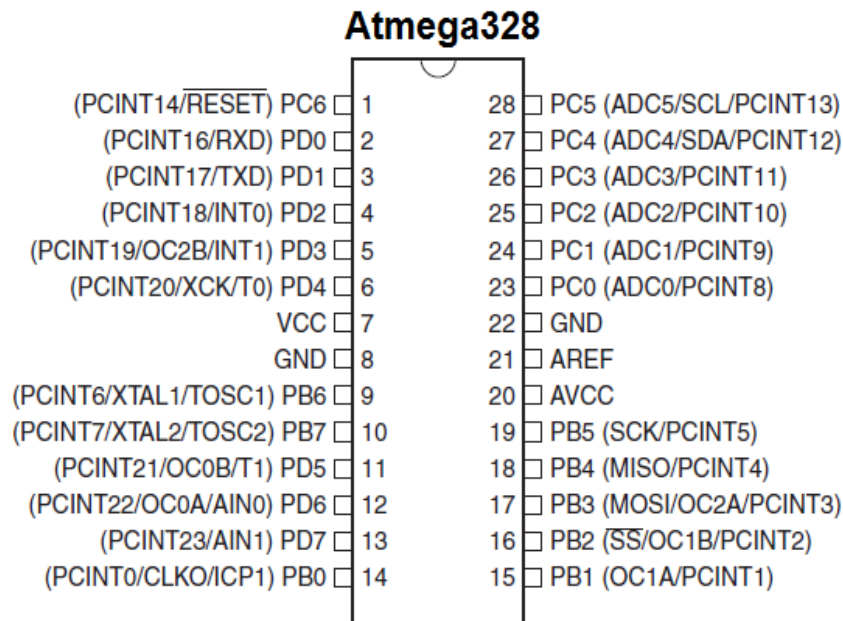 Atmega328
(PCINT14/RESET) PC6 1 28 PC5 (ADC5/SCL/PCINT13)
(PCINT16/RXD) PD0 2 27 PC4 (ADC4/SDA/PCINT12)
(PCINT17/TXD) PD1 3 26 PC3 (ADC3/PCINT11)
(PCINT18/INT0) PD2 4 25 PC2 (ADC2/PCINT10)
(PCINT19/OC2B/INT1) PD3 5 24 PC1 (ADC1/PCINT9)
(PCINT20/XCK/T0) PD4 6 23 PC0 (ADC0/PCINT8)
VCC 7 22 GND
GND 8 21 AREF
(PCINT6/XTAL1/TOSC1) PB6 9 20 AVCC
(PCINT7/XTAL2/TOSC2) PB7 10 19 PB5 (SCK/PCINT5)
(PCINT21/OC0B/T1) PD5 11 18 PB4 (MISO/PCINT4)
(PCINT22/OC0A/AIN0) PD6 12 17 PB3 (MOSI/OC2A/PCINT3)
(PCINT23/AIN1) PD7 13 16 PB2 (SS/OC1B/PCINT2)
(PCINT0/CLKO/ICP1) PB0 14 15 PB1 (OC1A/PCINT1)